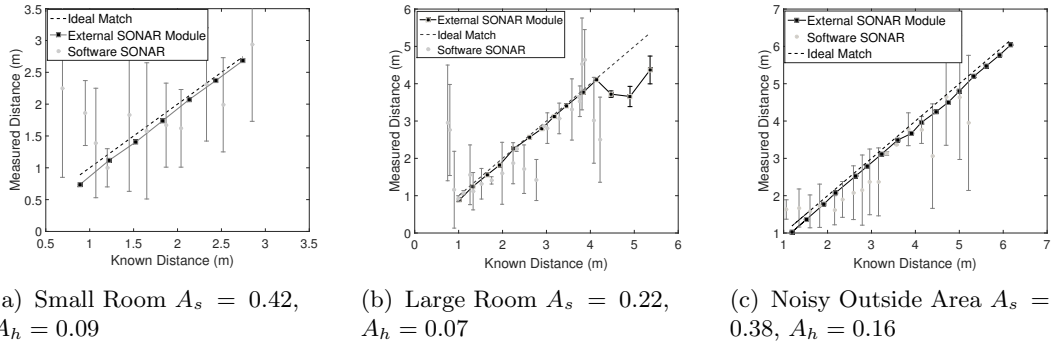 3.5
3
2.5
2
1.5
1
0.5
0
0.5 1 1.5 2 2.5 3 3.5
Measured Distance (m)
Known Distance (m)
Ideal Match
External SONAR Module
Software SONAR
6
5
4
3
2
1
0
0 1 2 3 4 5 6
Measured Distance (m)
Known Distance (m)
External SONAR Module
Ideal Match
Software SONAR
7
6
5
4
3
2
1
1 2 3 4 5 6 7
Measured Distance (m)
Known Distance (m)
External SONAR Module
Software SONAR
Ideal Match
a) Small Room A_s = 0.42,
A_h = 0.09
(b) Large Room A_s = 0.22,
A_h = 0.07
(c) Noisy Outside Area A_s =
0.38, A_h = 0.16